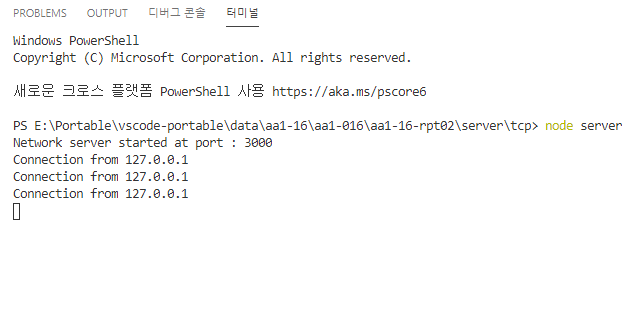 PROBLEMS OUTPUT 디버그 콘솔 터미널
Windows PowerShell
Copyright (C) Microsoft Corporation. All rights reserved.
새로운 크로스 플랫폼 PowerShell 사용 https://aka.ms/pscore6
PS E:\Portable\vscode-portable\data\aa1-16\aa1-016\aa1-16-rpt02\server\tcp> node server
Network server started at port : 3000
Connection from 127.0.0.1
Connection from 127.0.0.1
Connection from 127.0.0.1